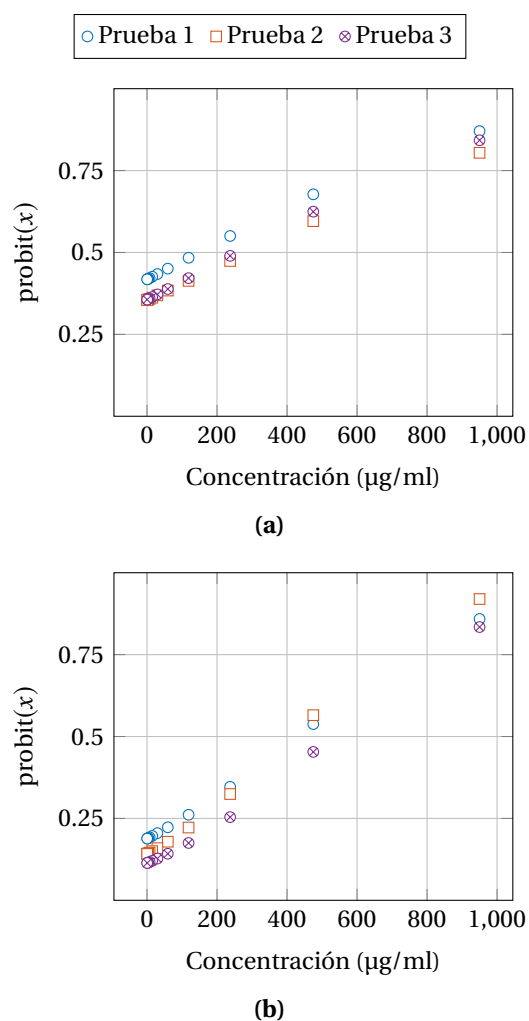 Prueba 1 Prueba 2 Prueba 3
0.75
0.5
0.25
probit(x)
0 200 400 600 800 1,000
Concentración (µg/ml)
(a)
0.75
0.5
0.25
probit(x)
0 200 400 600 800 1,000
Concentración (µg/ml)
(b)